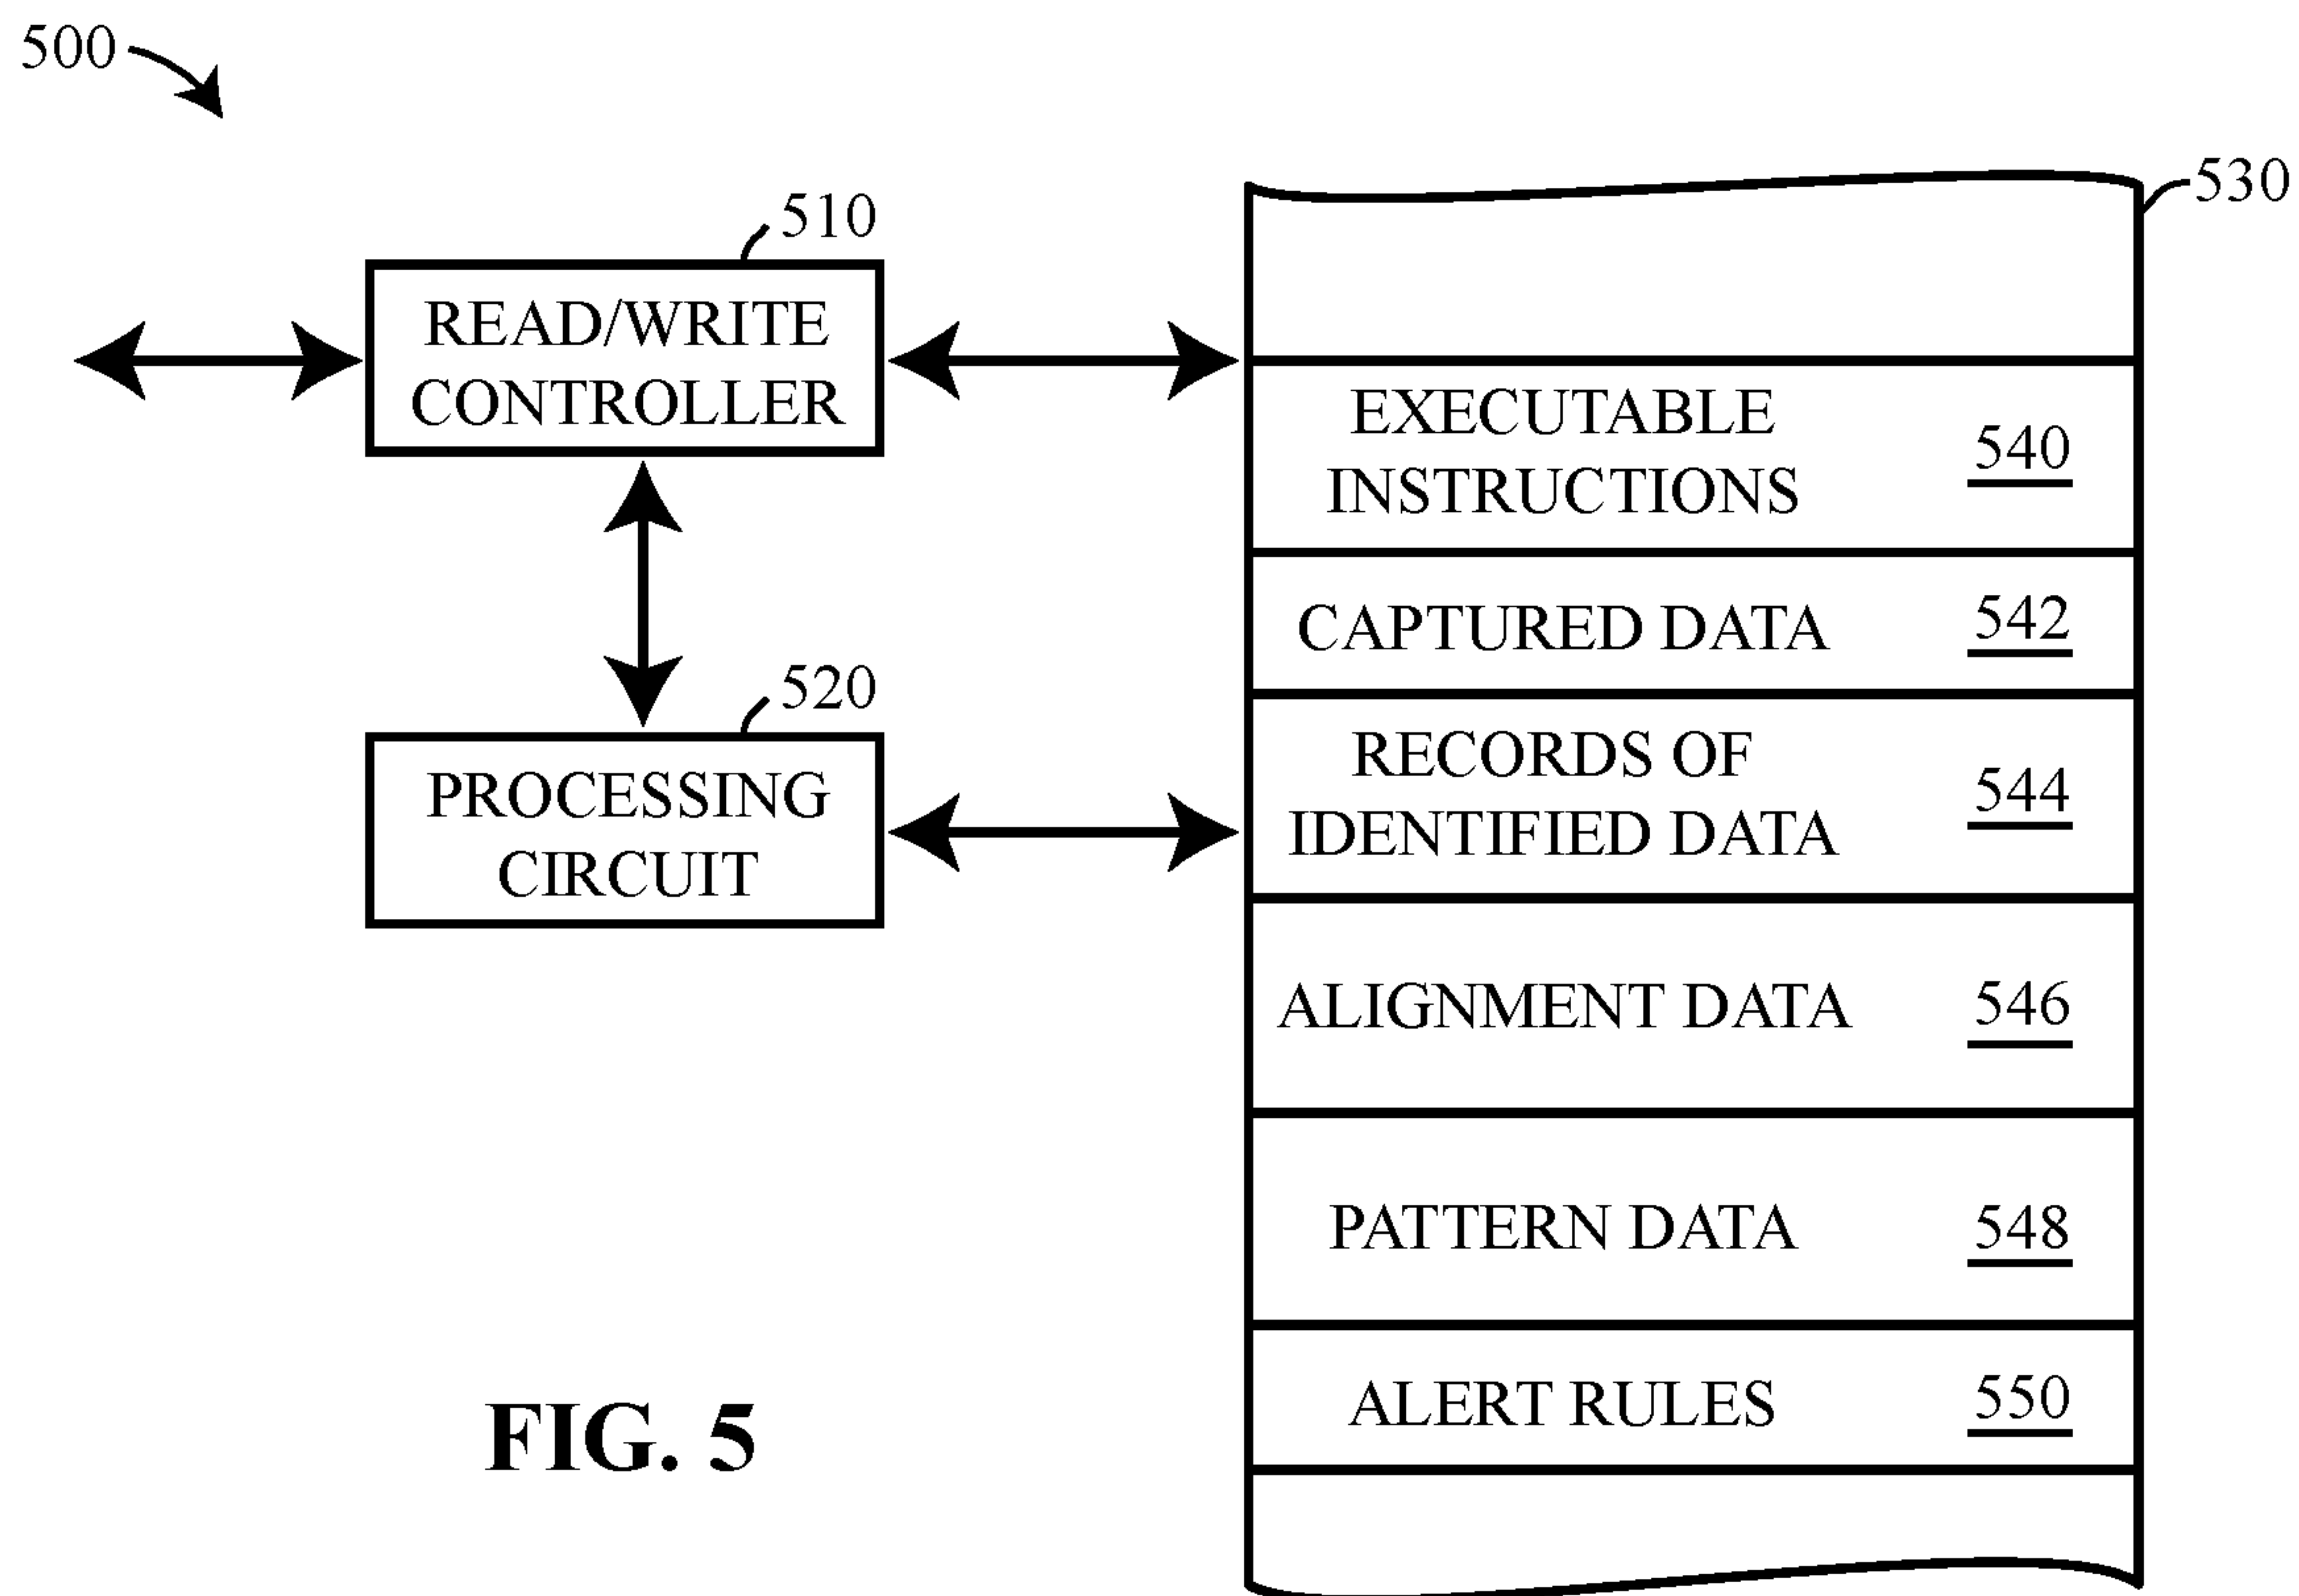 500
530
510
READ/WRITE
CONTROLLER
520
PROCESSING
CIRCUIT
EXECUTABLE
INSTRUCTIONS
540
CAPTURED DATA 542
RECORDS OF
IDENTIFIED DATA
544
ALIGNMENT DATA 546
PATTERN DATA 548
ALERT RULES 550
FIG. 5